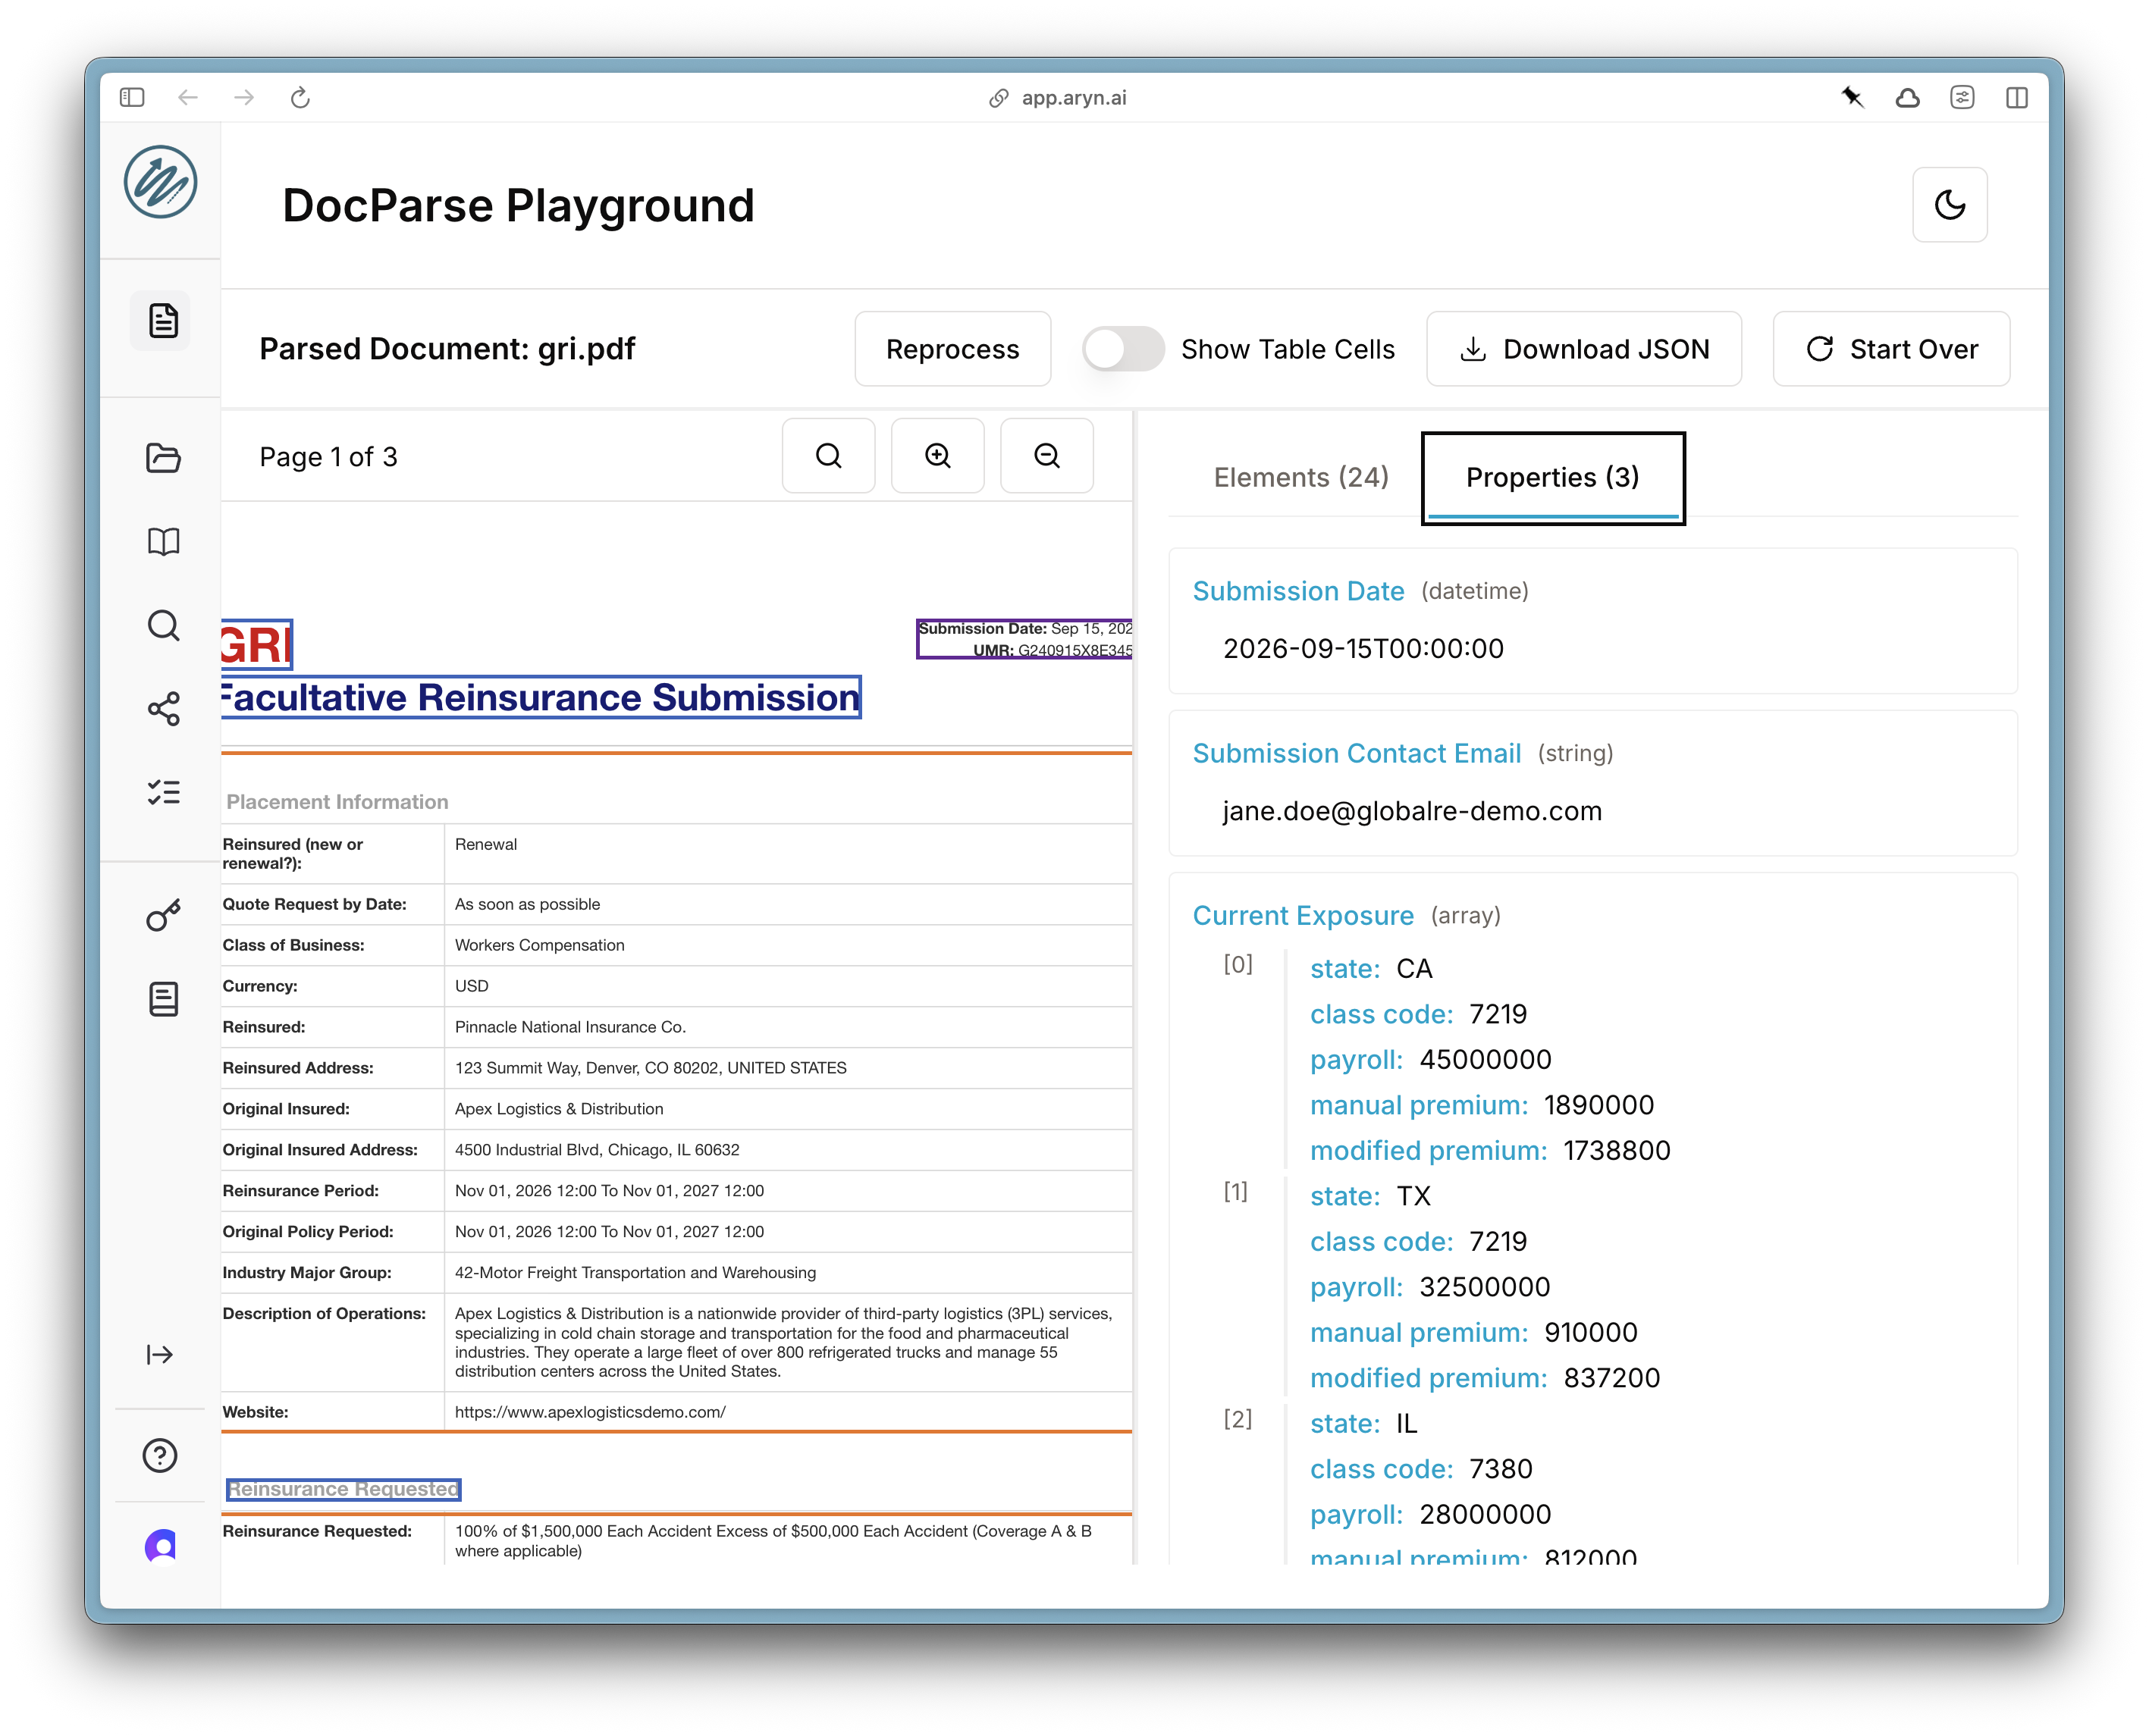 app.aryn.ai
DocParse Playground
Parsed Document: gri.pdf
Reprocess
Show Table Cells
Download JSON
Start Over
Page 1 of 3
GRI
Submission Date: Sep 15, 202
UMR: G240915X8E345
Facultative Reinsurance Submission
Placement Information
Reinsured (new or
renewal?):
Renewal
Quote Request by Date:
As soon as possible
Class of Business:
Workers Compensation
Currency:
USD
Reinsured:
Pinnacle National Insurance Co.
Reinsured Address:
123 Summit Way, Denver, CO 80202, UNITED STATES
Original Insured:
Apex Logistics & Distribution
Original Insured Address:
4500 Industrial Blvd, Chicago, IL 60632
Reinsurance Period:
Nov 01, 2026 12:00 To Nov 01, 2027 12:00
Original Policy Period:
Nov 01, 2026 12:00 To Nov 01, 2027 12:00
Industry Major Group:
42-Motor Freight Transportation and Warehousing
Description of Operations:
Apex Logistics & Distribution is a nationwide provider of third-party logistics (3PL) services,
specializing in cold chain storage and transportation for the food and pharmaceutical
industries. They operate a large fleet of over 800 refrigerated trucks and manage 55
distribution centers across the United States.
Website:
https://www.apexlogisticsdemo.com/
Reinsurance Requested
Reinsurance Requested:
100% of $1,500,000 Each Accident Excess of $500,000 Each Accident (Coverage A & B
where applicable)
Elements (24)
Properties (3)
Submission Date (datetime)
2026-09-15T00:00:00
Submission Contact Email (string)
jane.doe@globalre-demo.com
Current Exposure (array)
[0]
state: CA
class code: 7219
payroll: 45000000
manual premium: 1890000
modified premium: 1738800
[1]
state: TX
class code: 7219
payroll: 32500000
manual premium: 910000
modified premium: 837200
[2]
state: IL
class code: 7380
payroll: 28000000
manual premium: 812000